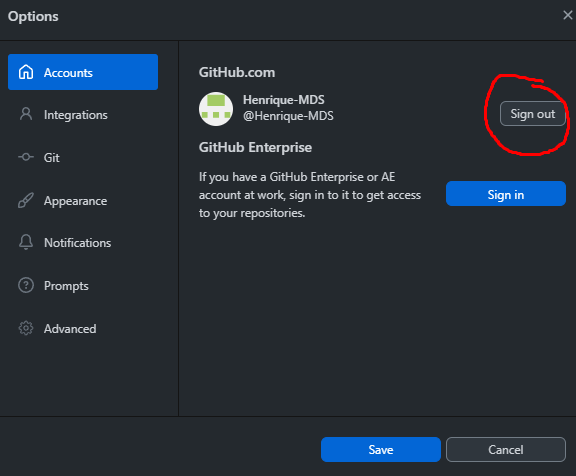 Options
Accounts
Integrations
Git
Appearance
Notifications
Prompts
Advanced
GitHub.com
Henrique-MDS
@Henrique-MDS
Sign out
GitHub Enterprise
If you have a GitHub Enterprise or AE
account at work, sign in to it to get access
to your repositories.
Sign in
Save
Cancel